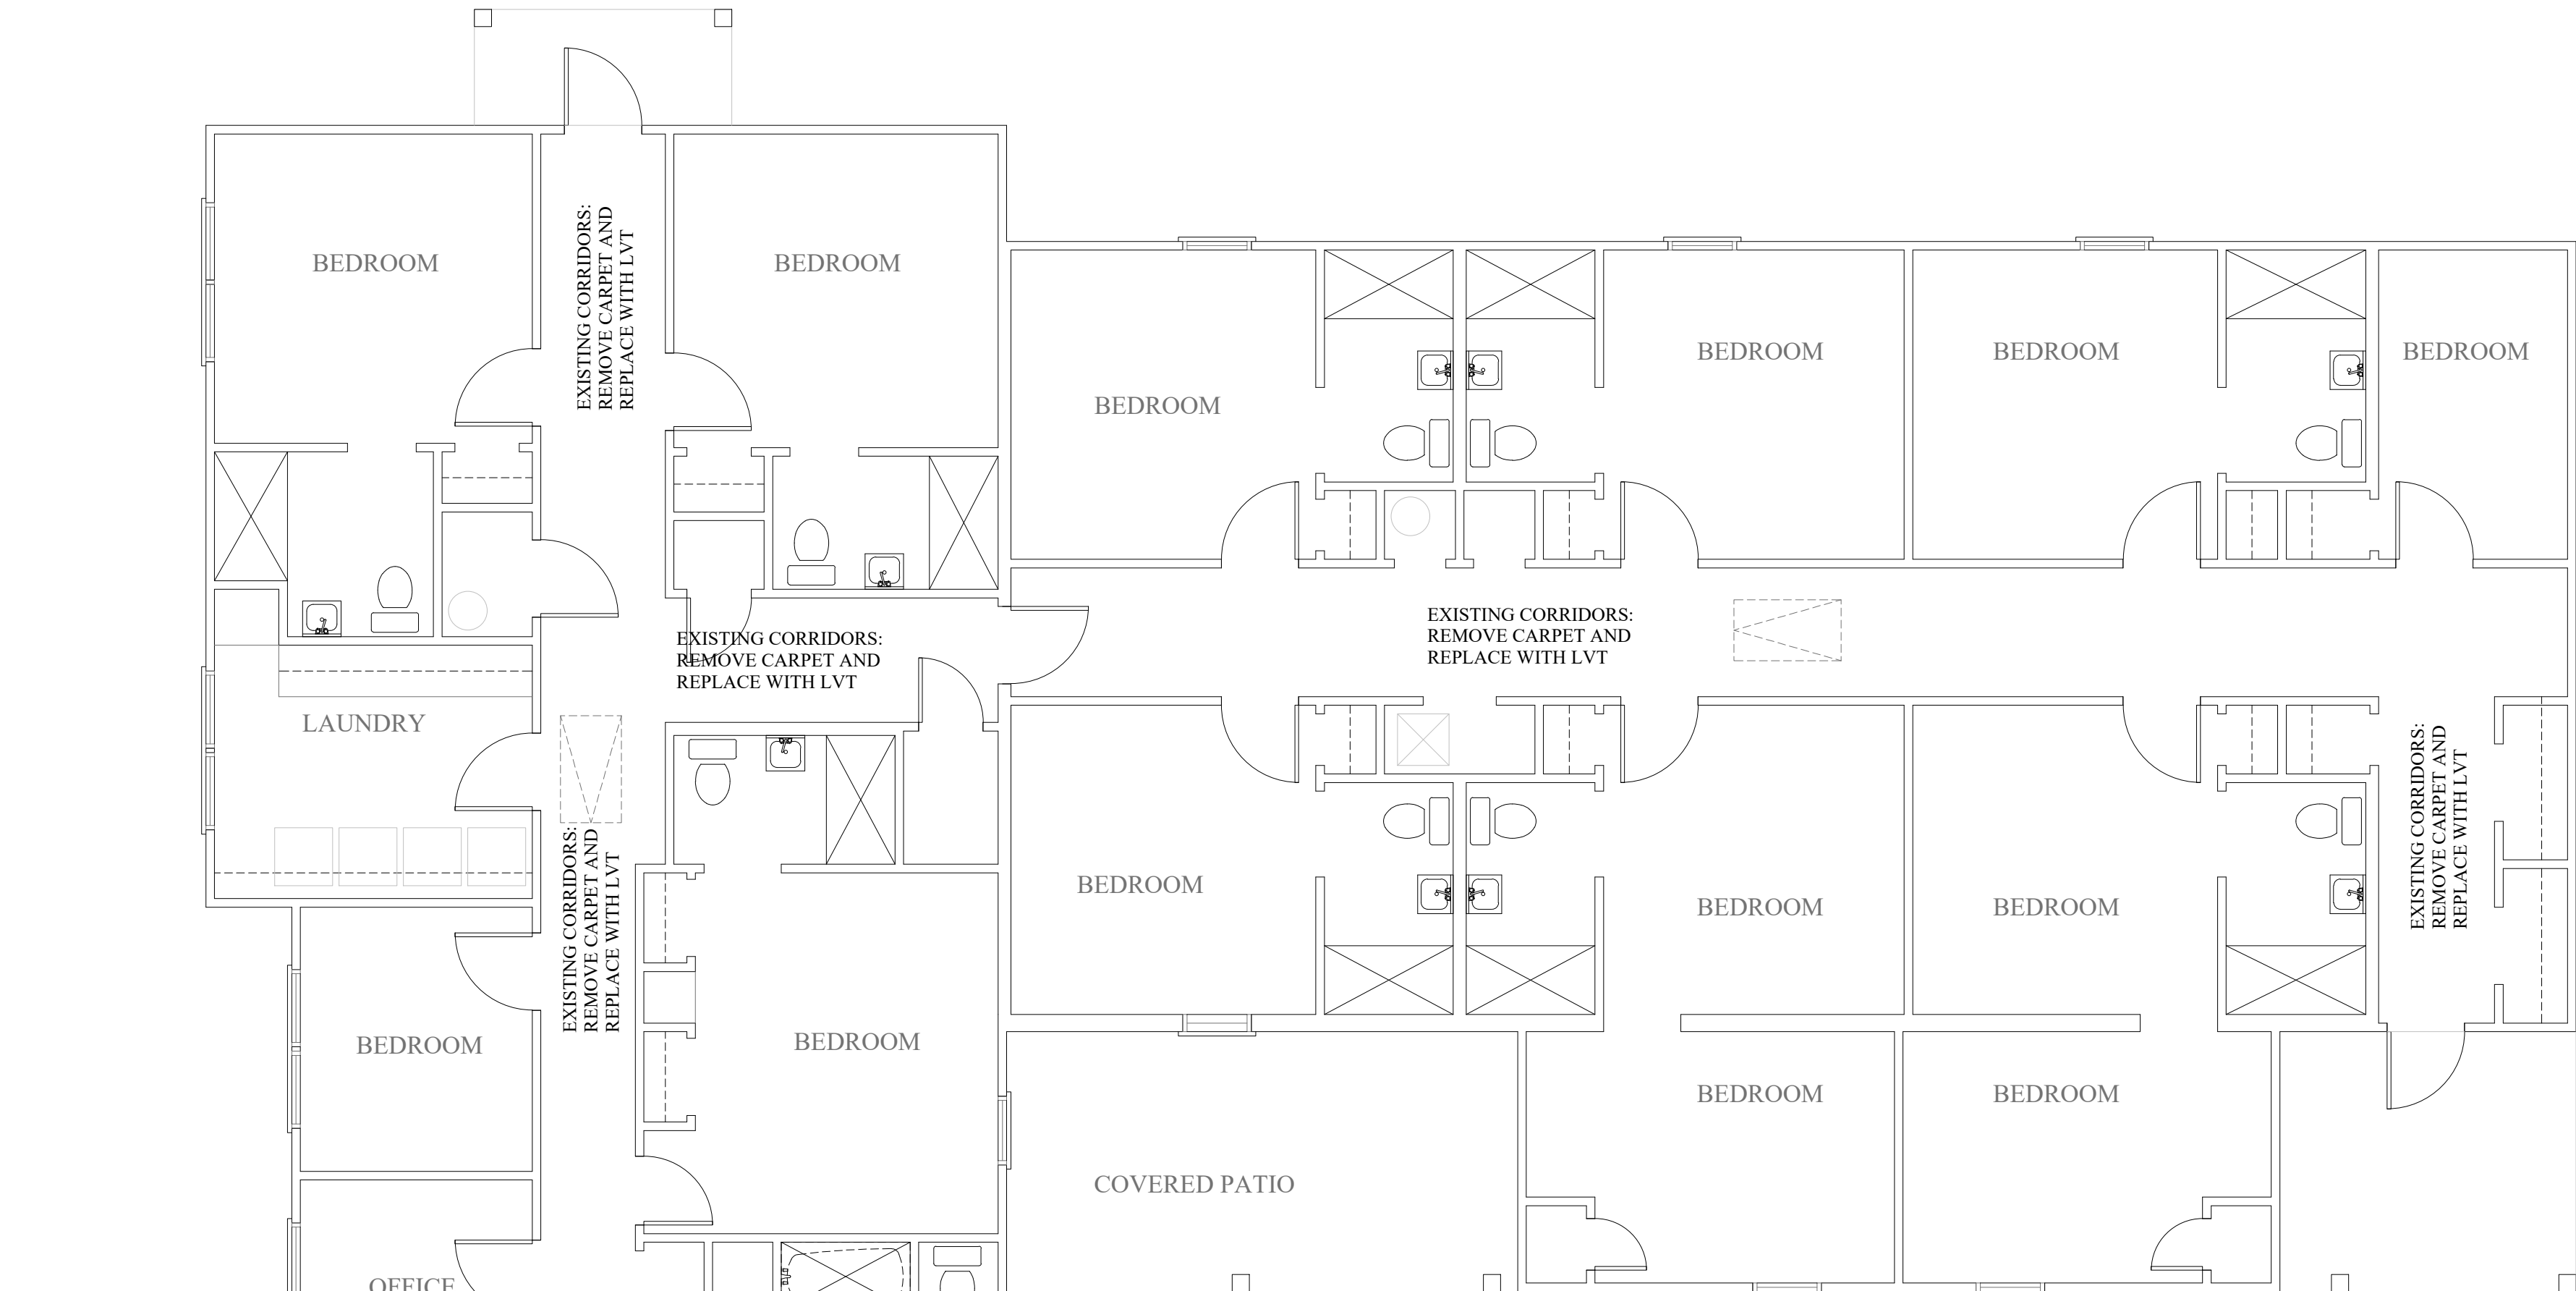 BEDROOM
EXISTING CORRIDORS:
REMOVE CARPET AND
REPLACE WITH LVT
BEDROOM
BEDROOM
BEDROOM
BEDROOM
BEDROOM
EXISTING CORRIDORS:
REMOVE CARPET AND
REPLACE WITH LVT
EXISTING CORRIDORS:
REMOVE CARPET AND
REPLACE WITH LVT
LAUNDRY
EXISTING CORRIDORS:
REMOVE CARPET AND
REPLACE WITH LVT
BEDROOM
BEDROOM
BEDROOM
EXISTING CORRIDORS:
REMOVE CARPET AND
REPLACE WITH LVT
BEDROOM
BEDROOM
BEDROOM
BEDROOM
COVERED PATIO
OFFICE